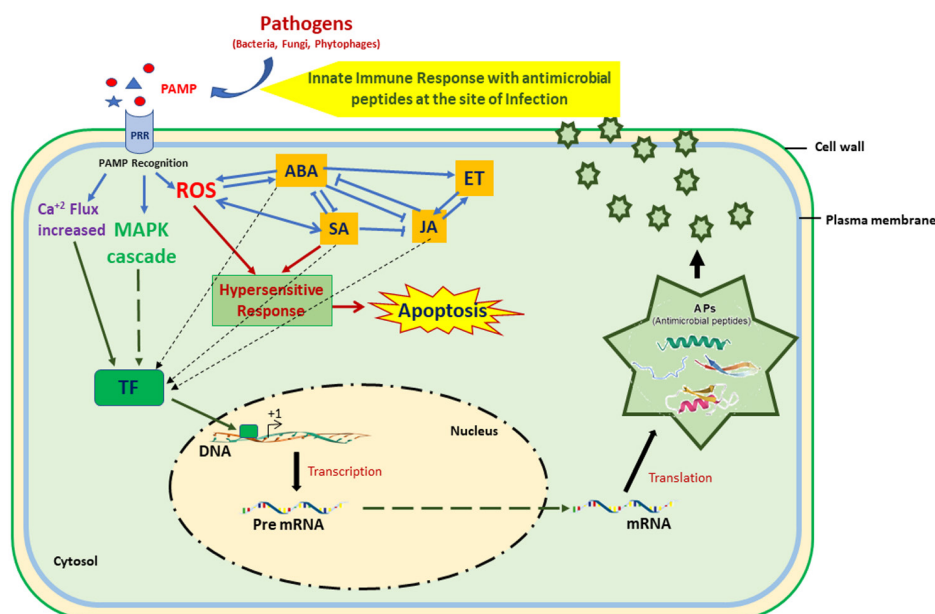 Pathogens
(Bacteria, Fungi, Phytophages)
Innate Immune Response with antimicrobial
peptides at the site of Infection
PAMP
PRR
Cell wall
PAMP Recognition
ROS
ABA
ET
Ca+2 Flux
increased
MAPK
cascade
SA
JA
Plasma membrane
Hypersensitive
Response
Apoptosis
APs
(Antimicrobial peptides)
TF
+1
Nucleus
DNA
Transcription
Translation
Pre mRNA
mRNA
Cytosol